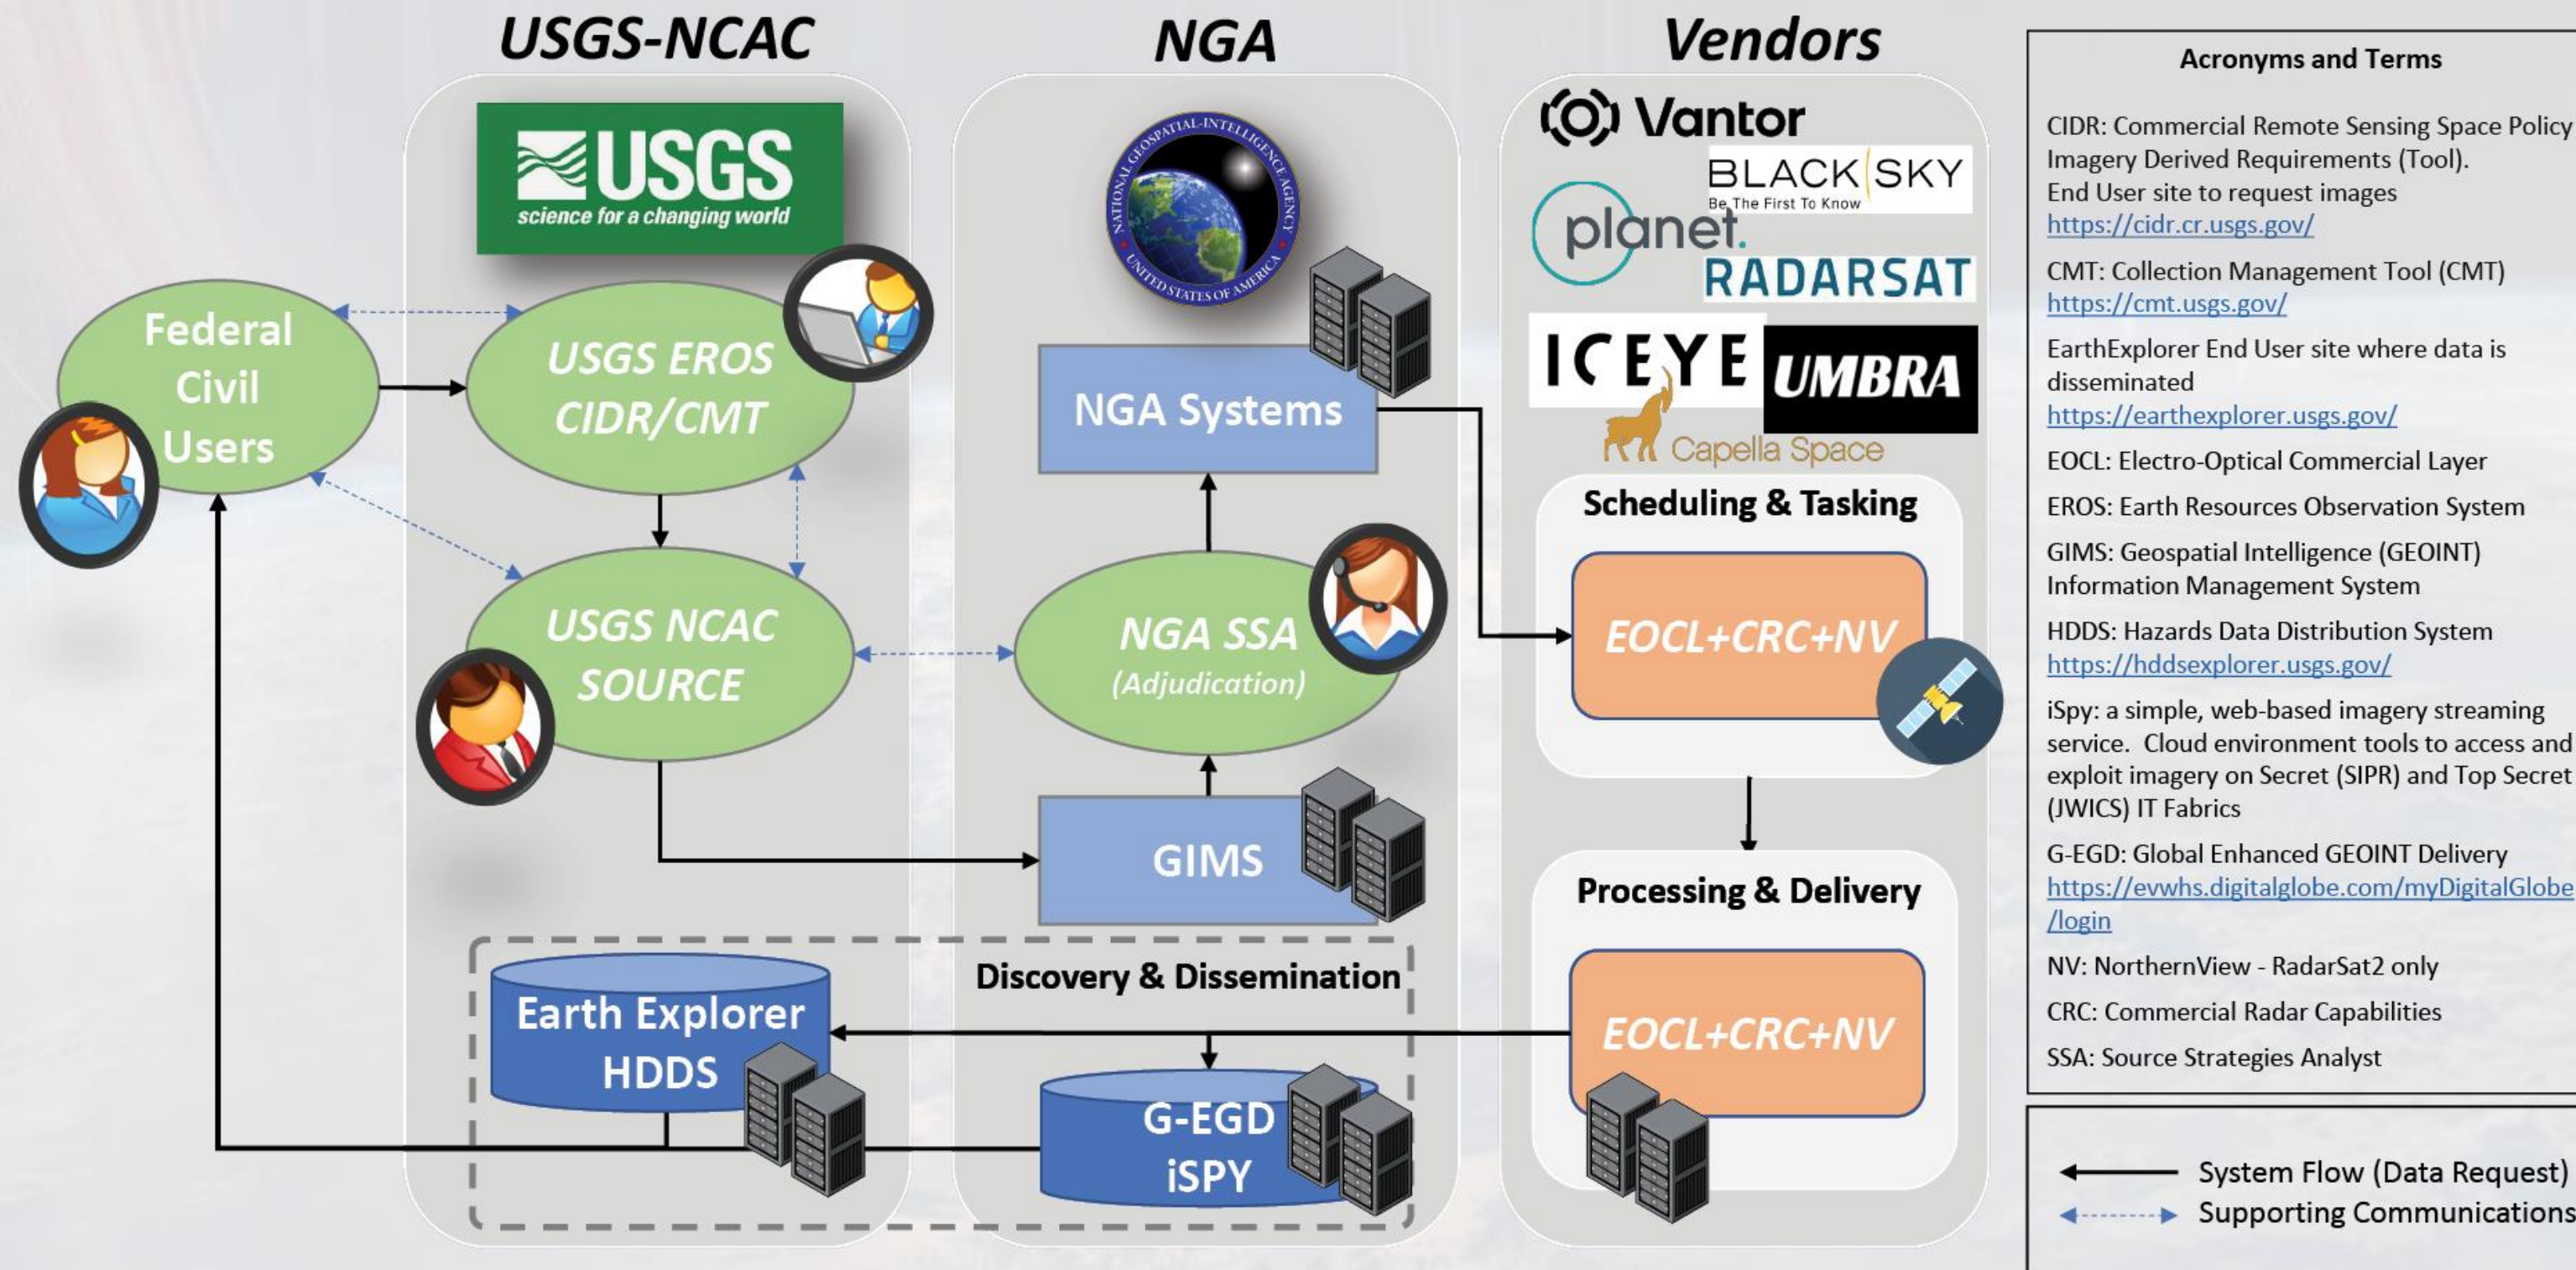 USGS-NCAC
NGA
Vendors
USGS
science for a changing world
NATIONAL GEOSPATIAL-INTELLIGENCE AGENCY
UNITED STATES OF AMERICA
Vantor
BLACKSKY
Be The First To Know
planet.
RADARSAT
ICEYE
UMBRA
Capella Space
Federal
Civil
Users
USGS EROS
CIDR/CMT
USGS NCAC
SOURCE
NGA Systems
NGA SSA
(Adjudication)
GIMS
Scheduling & Tasking
EOCL+CRC+NV
Processing & Delivery
EOCL+CRC+NV
Discovery & Dissemination
Earth Explorer
HDDS
G-EGD
iSPY
Acronyms and Terms
CIDR: Commercial Remote Sensing Space Policy
Imagery Derived Requirements (Tool).
End User site to request images
https://cidr.cr.usgs.gov/
CMT: Collection Management Tool (CMT)
https://cmt.usgs.gov/
EarthExplorer End User site where data is
disseminated
https://earthexplorer.usgs.gov/
EOCL: Electro-Optical Commercial Layer
EROS: Earth Resources Observation System
GIMS: Geospatial Intelligence (GEOINT)
Information Management System
HDDS: Hazards Data Distribution System
https://hddsexplorer.usgs.gov/
iSpy: a simple, web-based imagery streaming
service.  Cloud environment tools to access and
exploit imagery on Secret (SIPR) and Top Secret
(JWICS) IT Fabrics
G-EGD: Global Enhanced GEOINT Delivery
https://evwhs.digitalglobe.com/myDigitalGlobe
/login
NV: NorthernView - RadarSat2 only
CRC: Commercial Radar Capabilities
SSA: Source Strategies Analyst
System Flow (Data Request)
Supporting Communications